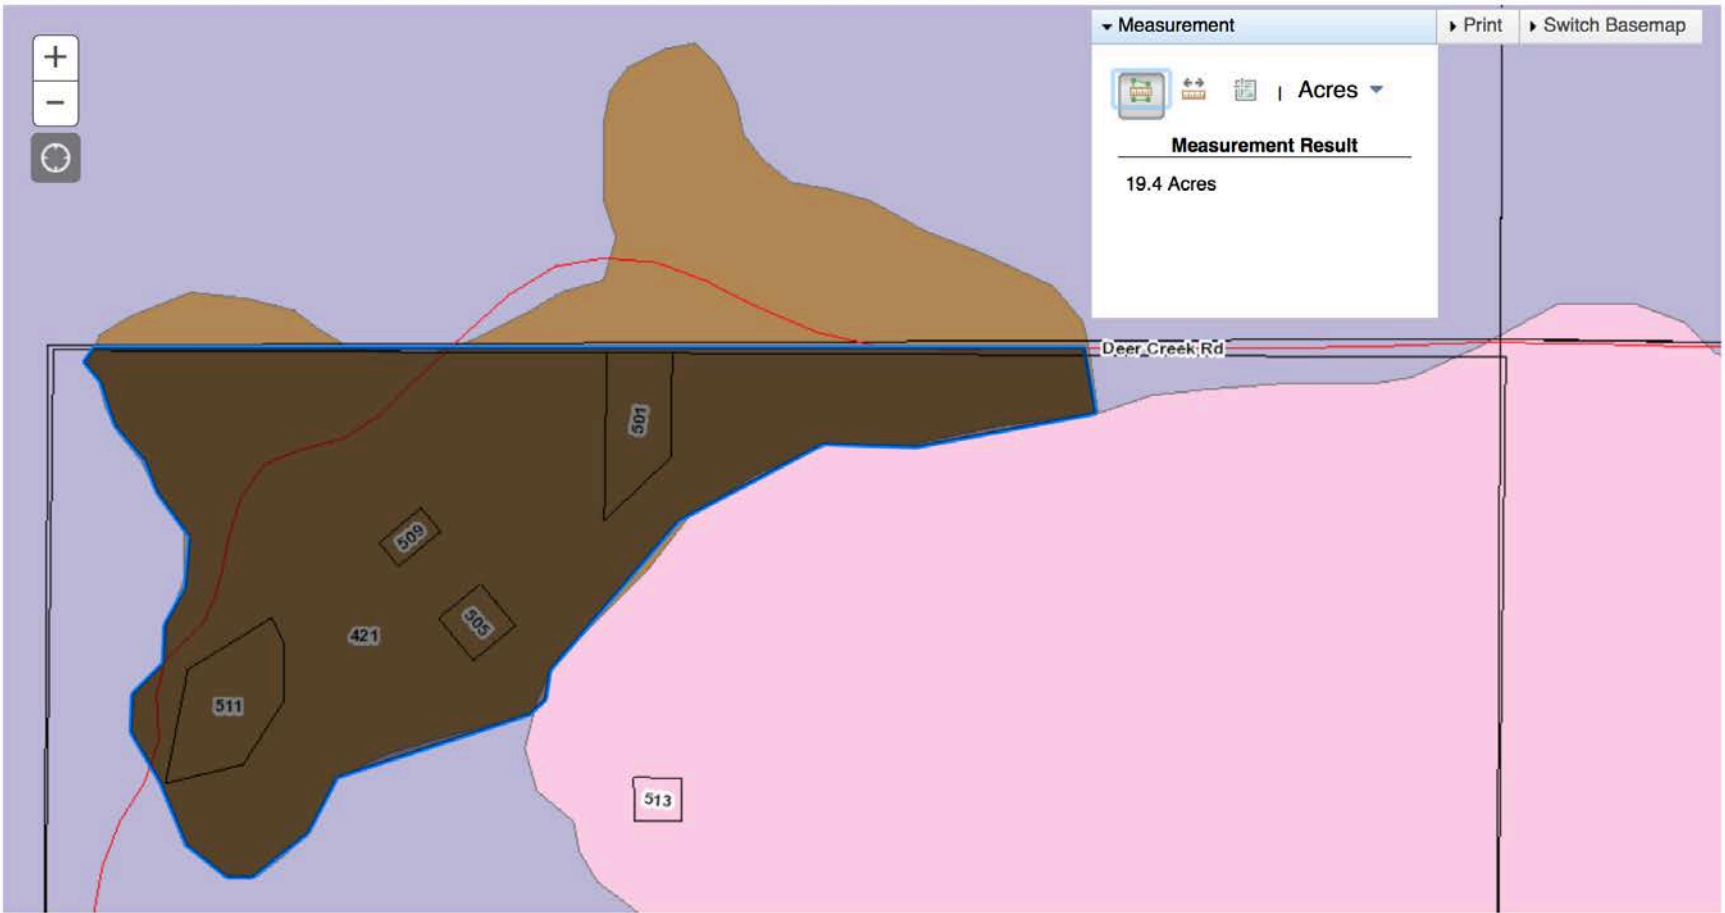 +
Measurement
Print
Switch Basemap
−
Acres
Measurement Result
19.4 Acres
Deer Creek Rd
501
509
505
421
511
513